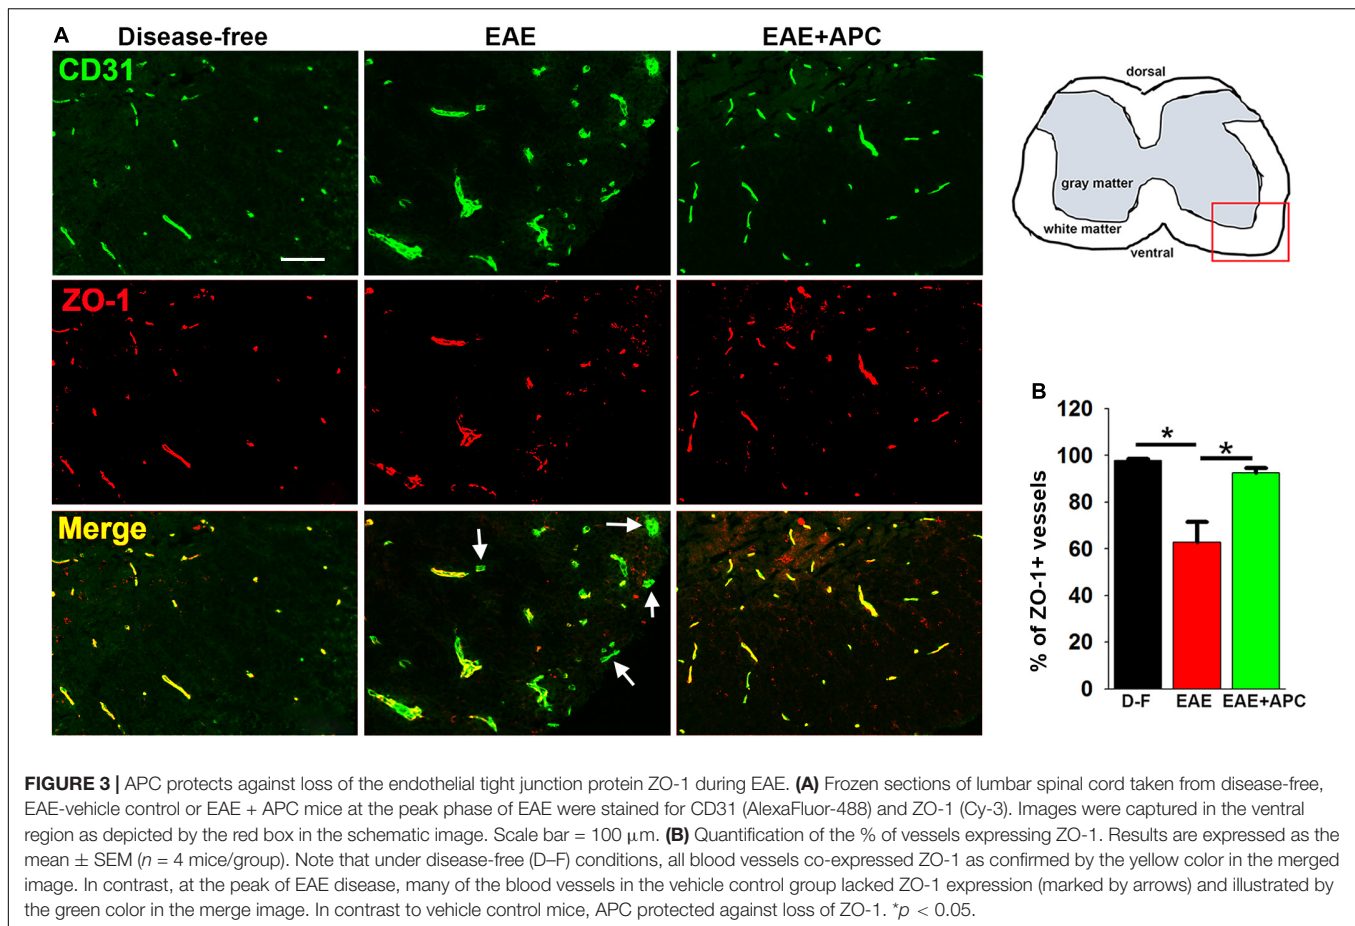 A
Disease-free
EAE
EAE+APC
CD31
ZO-1
Merge
dorsal
gray matter
white matter
ventral
B
% of ZO-1+ vessels
120
100
80
60
40
20
0
*
*
D-F
EAE
EAE+APC
FIGURE 3 | APC protects against loss of the endothelial tight junction protein ZO-1 during EAE. (A) Frozen sections of lumbar spinal cord taken from disease-free,
EAE-vehicle control or EAE + APC mice at the peak phase of EAE were stained for CD31 (AlexaFluor-488) and ZO-1 (Cy-3). Images were captured in the ventral
region as depicted by the red box in the schematic image. Scale bar = 100 μm. (B) Quantification of the % of vessels expressing ZO-1. Results are expressed as the
mean ± SEM (n = 4 mice/group). Note that under disease-free (D–F) conditions, all blood vessels co-expressed ZO-1 as confirmed by the yellow color in the merged
image. In contrast, at the peak of EAE disease, many of the blood vessels in the vehicle control group lacked ZO-1 expression (marked by arrows) and illustrated by
the green color in the merge image. In contrast to vehicle control mice, APC protected against loss of ZO-1. *p < 0.05.